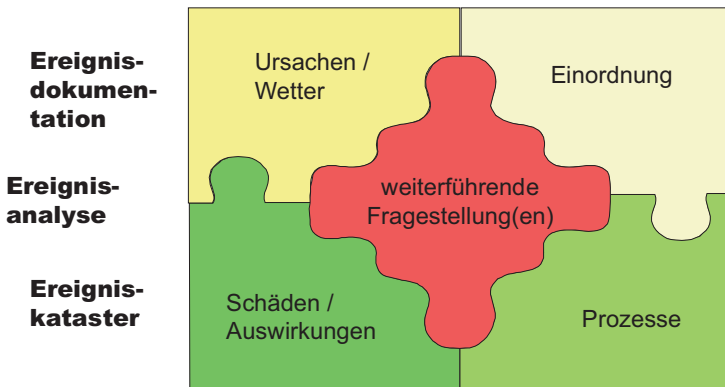 Ereignis-
dokumen-
tation
Ereignis-
analyse
Ereignis-
kataster
Ursachen /
Wetter
Einordnung
weiterführende
Fragestellung(en)
Schäden /
Auswirkungen
Prozesse